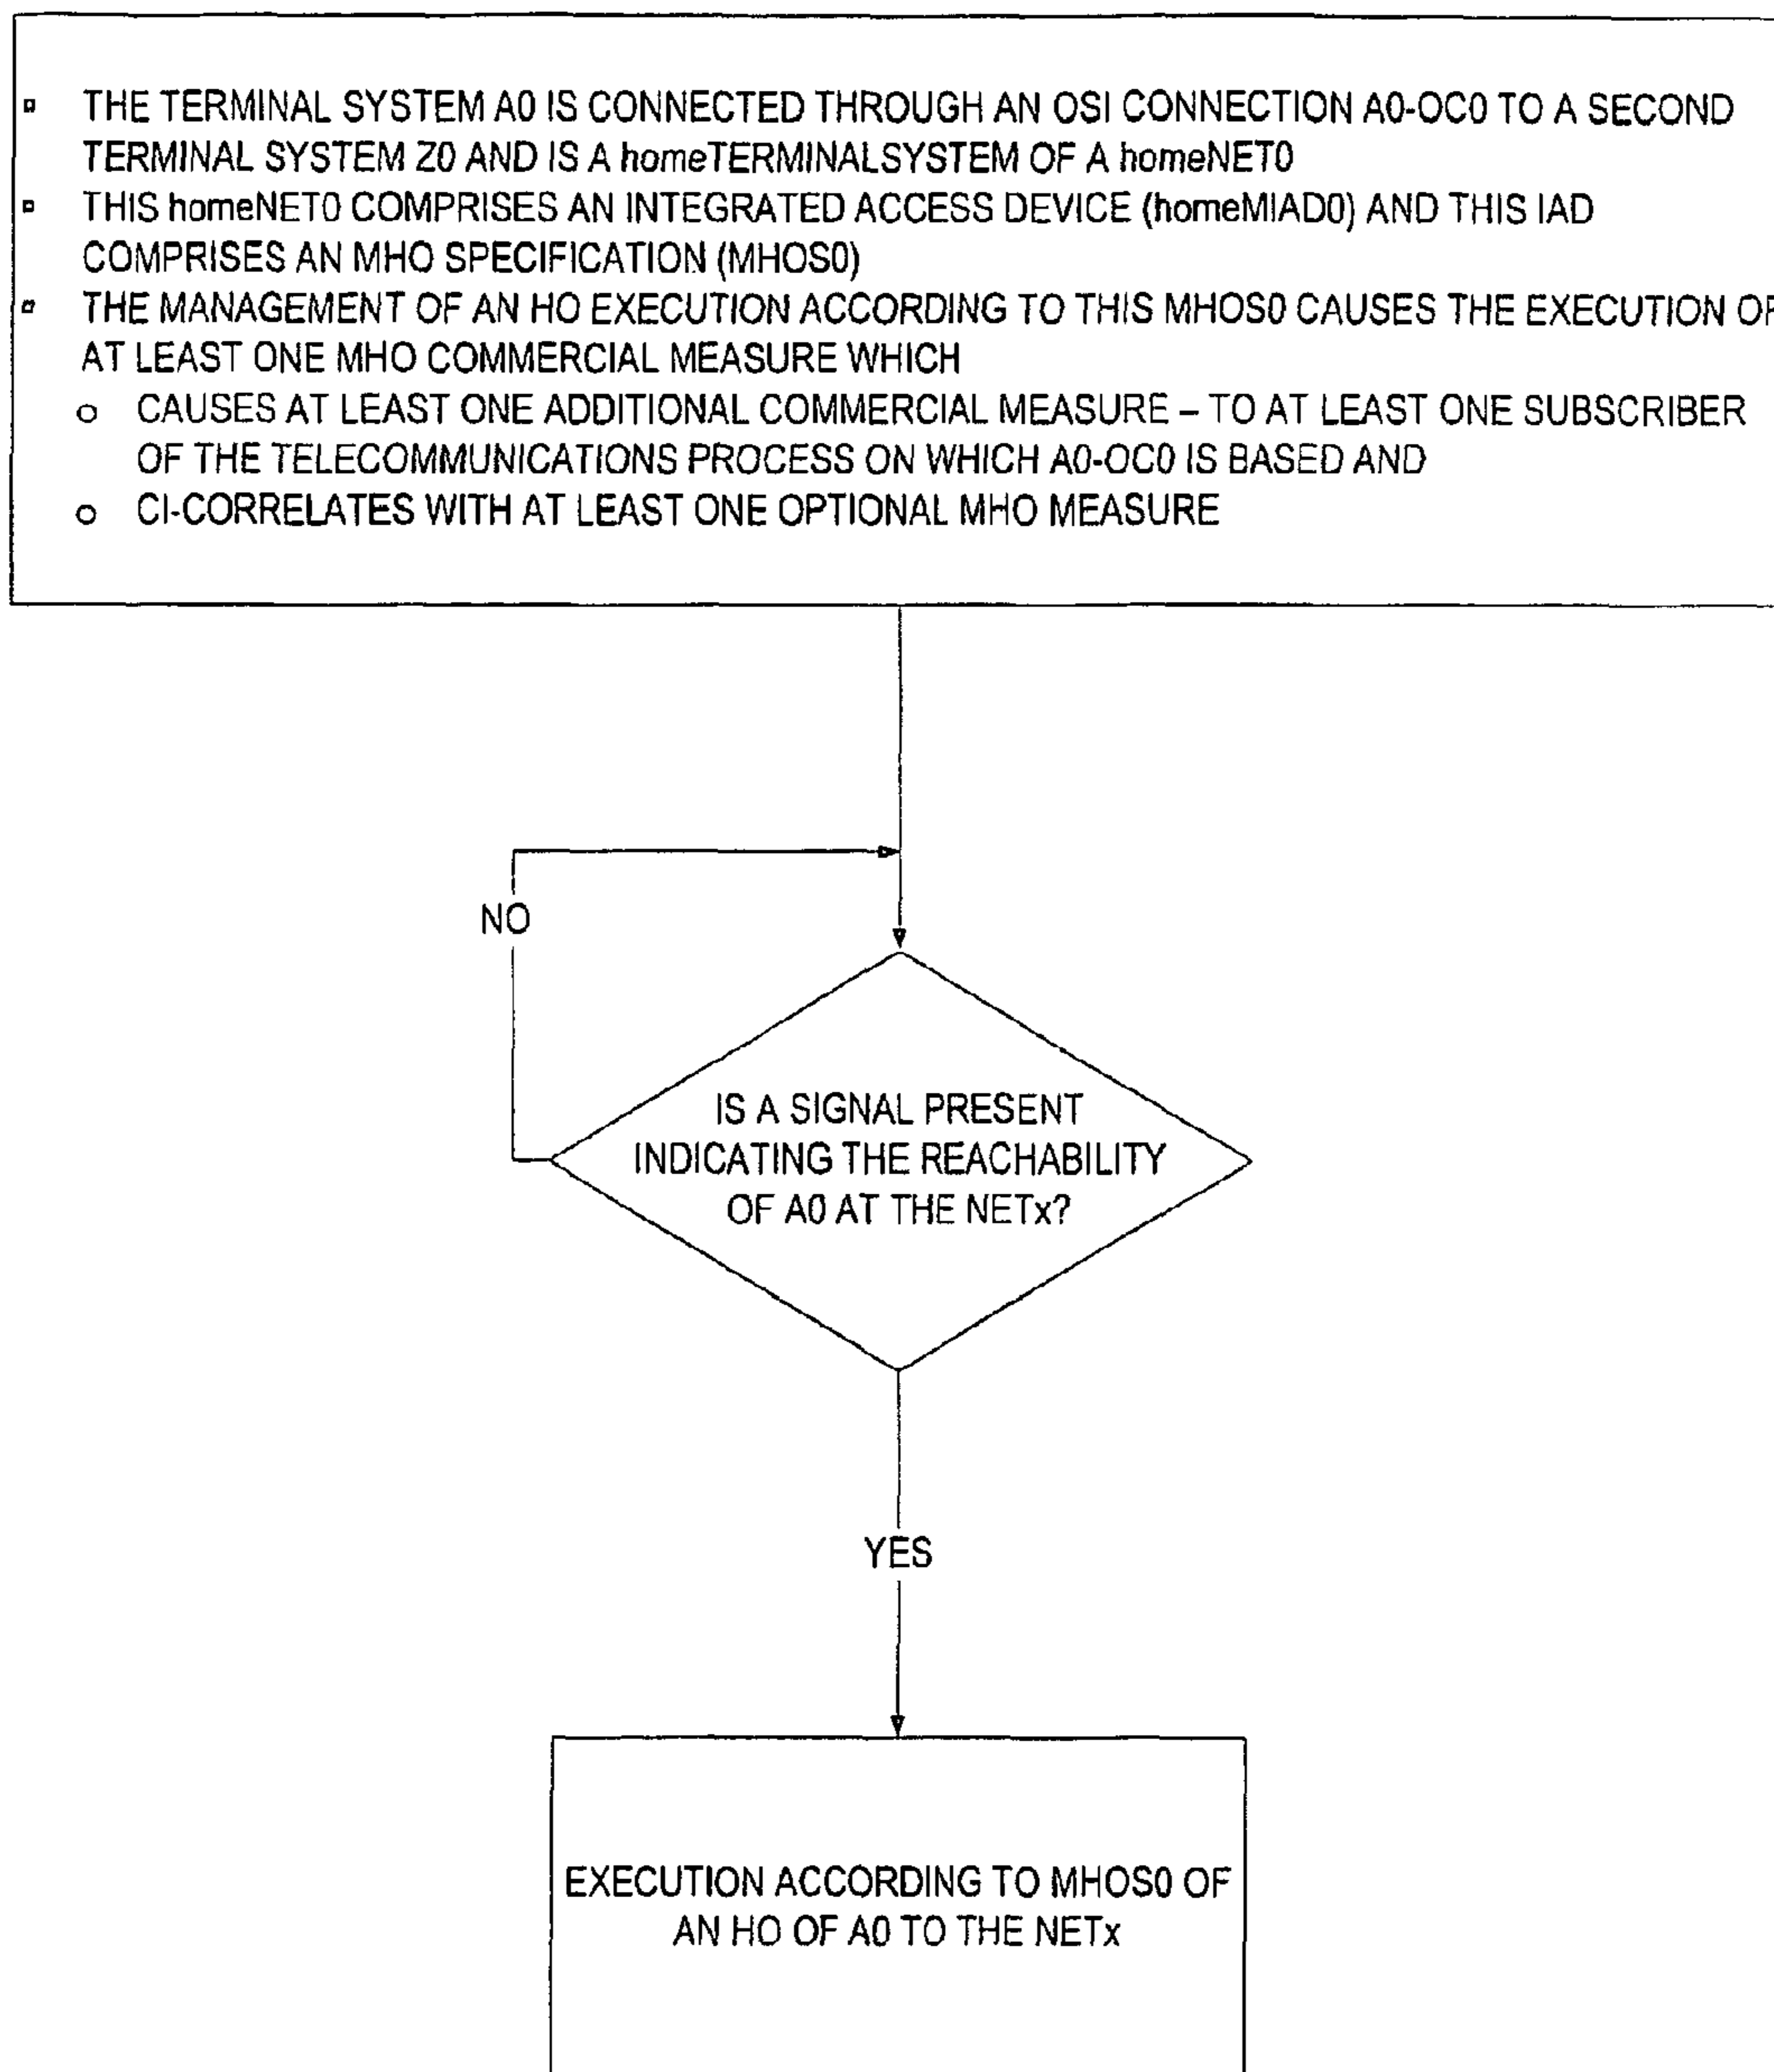 ▫ THE TERMINAL SYSTEM A0 IS CONNECTED THROUGH AN OSI CONNECTION A0-OC0 TO A SECOND
TERMINAL SYSTEM Z0 AND IS A homeTERMINALSYSTEM OF A homeNET0
▫ THIS homeNET0 COMPRISES AN INTEGRATED ACCESS DEVICE (homeMIAD0) AND THIS IAD
COMPRISES AN MHO SPECIFICATION (MHOS0)
▫ THE MANAGEMENT OF AN HO EXECUTION ACCORDING TO THIS MHOS0 CAUSES THE EXECUTION OF
AT LEAST ONE MHO COMMERCIAL MEASURE WHICH
o CAUSES AT LEAST ONE ADDITIONAL COMMERCIAL MEASURE – TO AT LEAST ONE SUBSCRIBER
OF THE TELECOMMUNICATIONS PROCESS ON WHICH A0-OC0 IS BASED AND
o CI-CORRELATES WITH AT LEAST ONE OPTIONAL MHO MEASURE
NO
IS A SIGNAL PRESENT
INDICATING THE REACHABILITY
OF A0 AT THE NETx?
YES
EXECUTION ACCORDING TO MHOS0 OF
AN HO OF A0 TO THE NETx